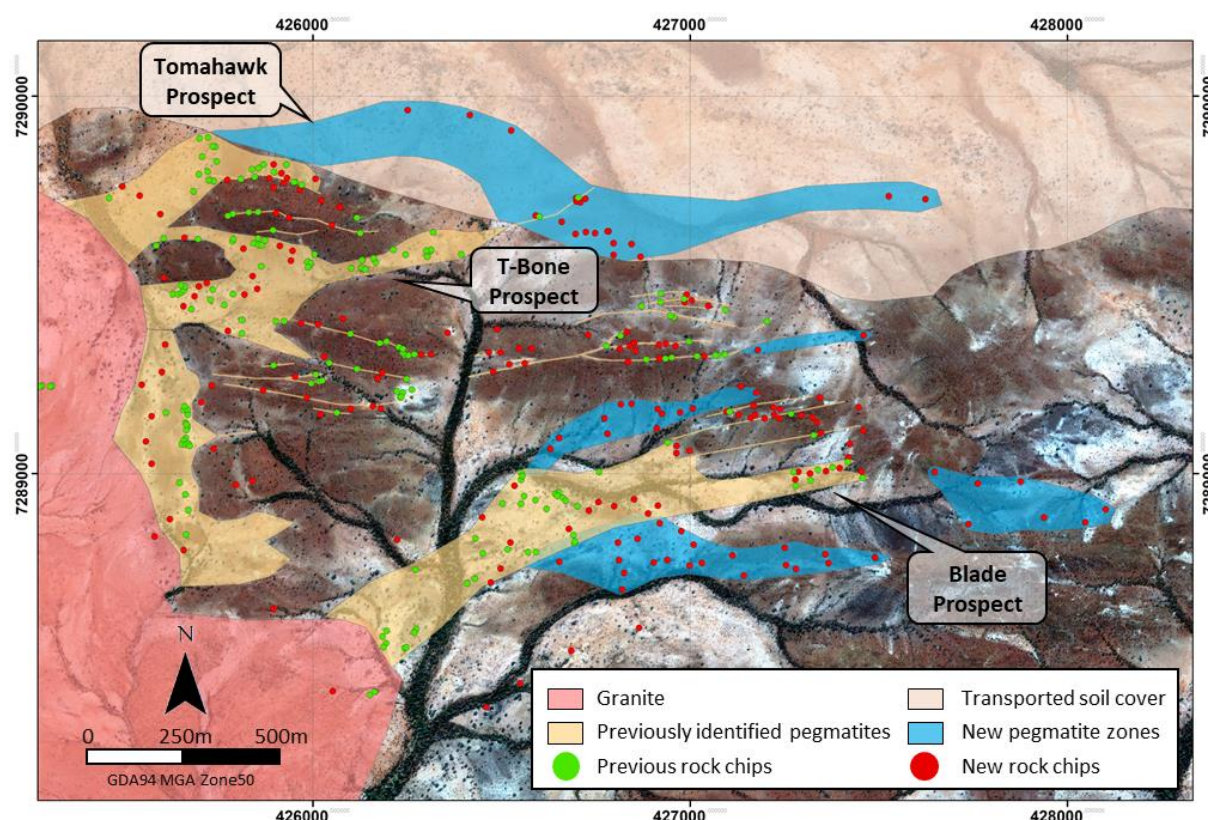 426000
427000
428000
7290000
7290000
Tomahawk
Prospect
T-Bone
Prospect
7289000
7289000
Blade
Prospect
N
0 250m 500m
GDA94 MGA Zone50
Granite
Transported soil cover
Previously identified pegmatites
New pegmatite zones
Previous rock chips
New rock chips
426000
427000
428000